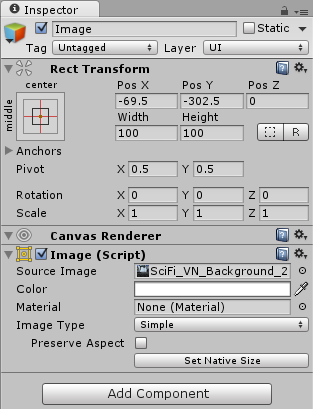 Inspector
Image
Static
Tag Untagged Layer UI
Rect Transform
center
middle
Pos X Pos Y Pos Z
-69.5 -302.5 0
Width Height
100 100
R
Anchors
Pivot X 0.5 Y 0.5
Rotation X 0 Y 0 Z 0
Scale X 1 Y 1 Z 1
Canvas Renderer
Image (Script)
Source Image SciFi_VN_Background_2
Color
Material None (Material)
Image Type Simple
Preserve Aspect
Set Native Size
Add Component